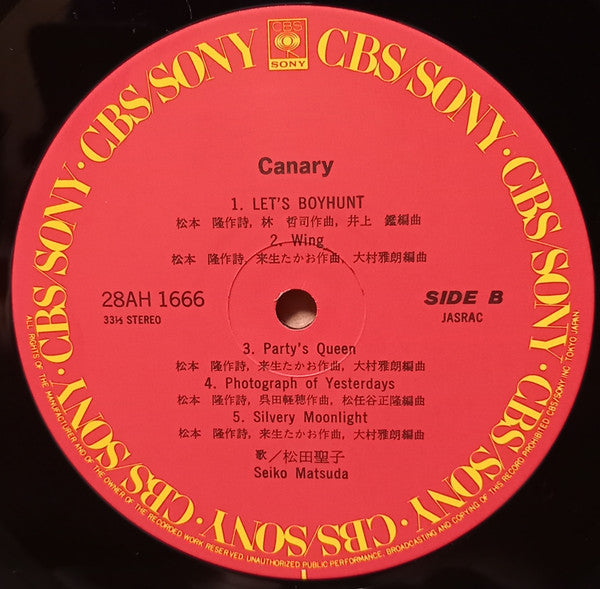 CBS
SONY
CBS/SONY · CBS/SONY · CBS/SONY · CBS/SONY · CBS/SONY · CBS/SONY · CBS/SONY · CBS/SONY
Canary
1. LET'S BOYHUNT
松本 隆作詩, 林 哲司作曲, 井上 鑑編曲
2. Wing
松本 隆作詩, 来生たかお作曲, 大村雅朗編曲
28AH 1666
33⅓ STEREO
SIDE B
JASRAC
3. Party's Queen
松本 隆作詩, 来生たかお作曲, 大村雅朗編曲
4. Photograph of Yesterdays
松本 隆作詩, 呉田軽穂作曲, 松任谷正隆編曲
5. Silvery Moonlight
松本 隆作詩, 来生たかお作曲, 大村雅朗編曲
歌／松田聖子
Seiko Matsuda
ALL RIGHTS OF THE MANUFACTURER AND OF THE OWNER OF THE RECORDED WORK RESERVED. UNAUTHORIZED PUBLIC PERFORMANCE, BROADCASTING AND COPYING OF THIS RECORD PROHIBITED. CBS/SONY INC. TOKYO JAPAN.